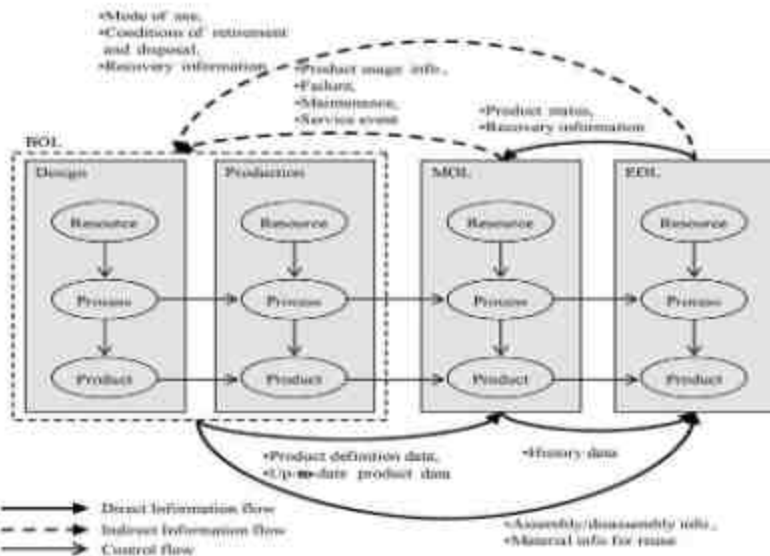 •Mode of use,
•Conditions of retirement
and disposal,
•Recovery information
•Product usage info.,
•Failure,
•Maintenance,
•Service event
•Product status,
•Recovery information
BOL
Design
Production
MOL
EOL
Resource
Resource
Resource
Resource
Process
Process
Process
Process
Product
Product
Product
Product
•Product definition data,
•Up-to-date product data
•History data
•Assembly/disassembly info.,
•Material info for reuse
Direct Information flow
Indirect Information flow
Control flow